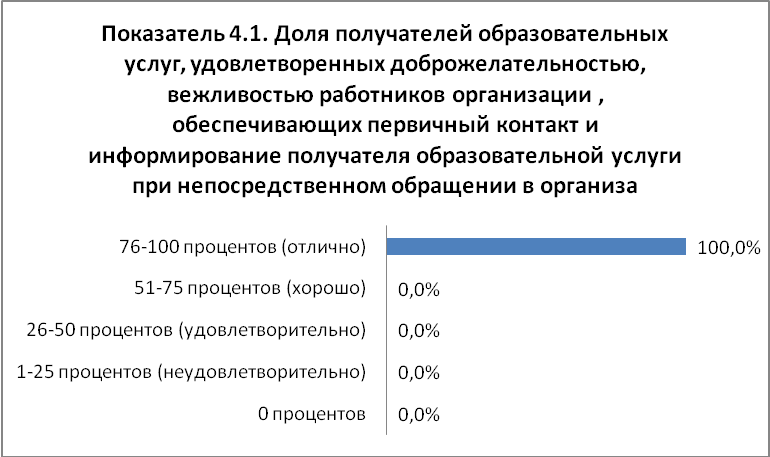 Показатель 4.1. Доля получателей образовательных
услуг, удовлетворенных доброжелательностью,
вежливостью работников организации ,
обеспечивающих первичный контакт и
информирование получателя образовательной услуги
при непосредственном обращении в организа
76-100 процентов (отлично) 100,0%
51-75 процентов (хорошо) 0,0%
26-50 процентов (удовлетворительно) 0,0%
1-25 процентов (неудовлетворительно) 0,0%
0 процентов 0,0%